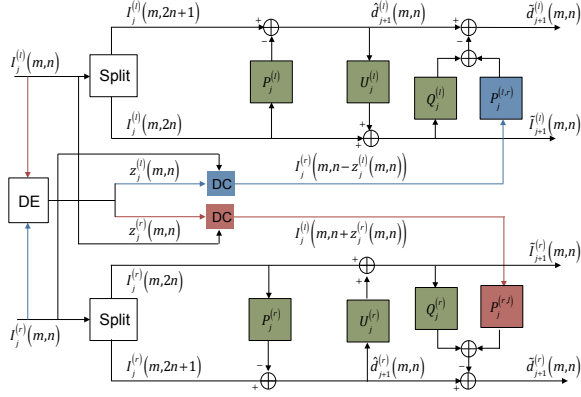 I_j^{(l)}(m,2n+1)
\hat{d}_{j+1}^{(l)}(m,n)
\tilde{d}_{j+1}^{(l)}(m,n)
+
+
−
−
I_j^{(l)}(m,n)
Split
P_j^{(l)}
U_j^{(l)}
Q_j^{(l)}
P_j^{(l,r)}
I_j^{(l)}(m,2n)
+
+
\tilde{I}_{j+1}^{(l)}(m,n)
z_j^{(l)}(m,n)
DC
I_j^{(r)}(m,n−z_j^{(l)}(m,n))
DE
z_j^{(r)}(m,n)
DC
I_j^{(l)}(m,n+z_j^{(r)}(m,n))
\tilde{I}_{j+1}^{(r)}(m,n)
+
+
I_j^{(r)}(m,2n)
I_j^{(r)}(m,n)
Split
P_j^{(r)}
U_j^{(r)}
Q_j^{(r)}
P_j^{(r,l)}
I_j^{(r)}(m,2n+1)
−
+
\hat{d}_{j+1}^{(r)}(m,n)
−
+
\tilde{d}_{j+1}^{(r)}(m,n)